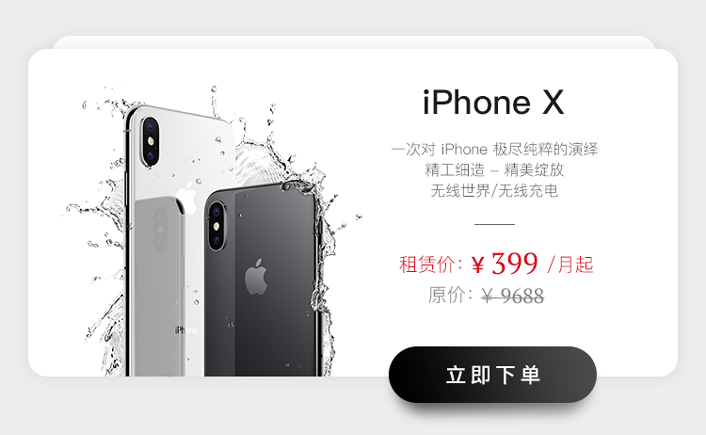 iPhone X
一次对 iPhone 极尽纯粹的演绎
精工细造 – 精美绽放
无线世界/无线充电
租赁价：￥399 /月起
原价：￥9688
立即下单
iPhone